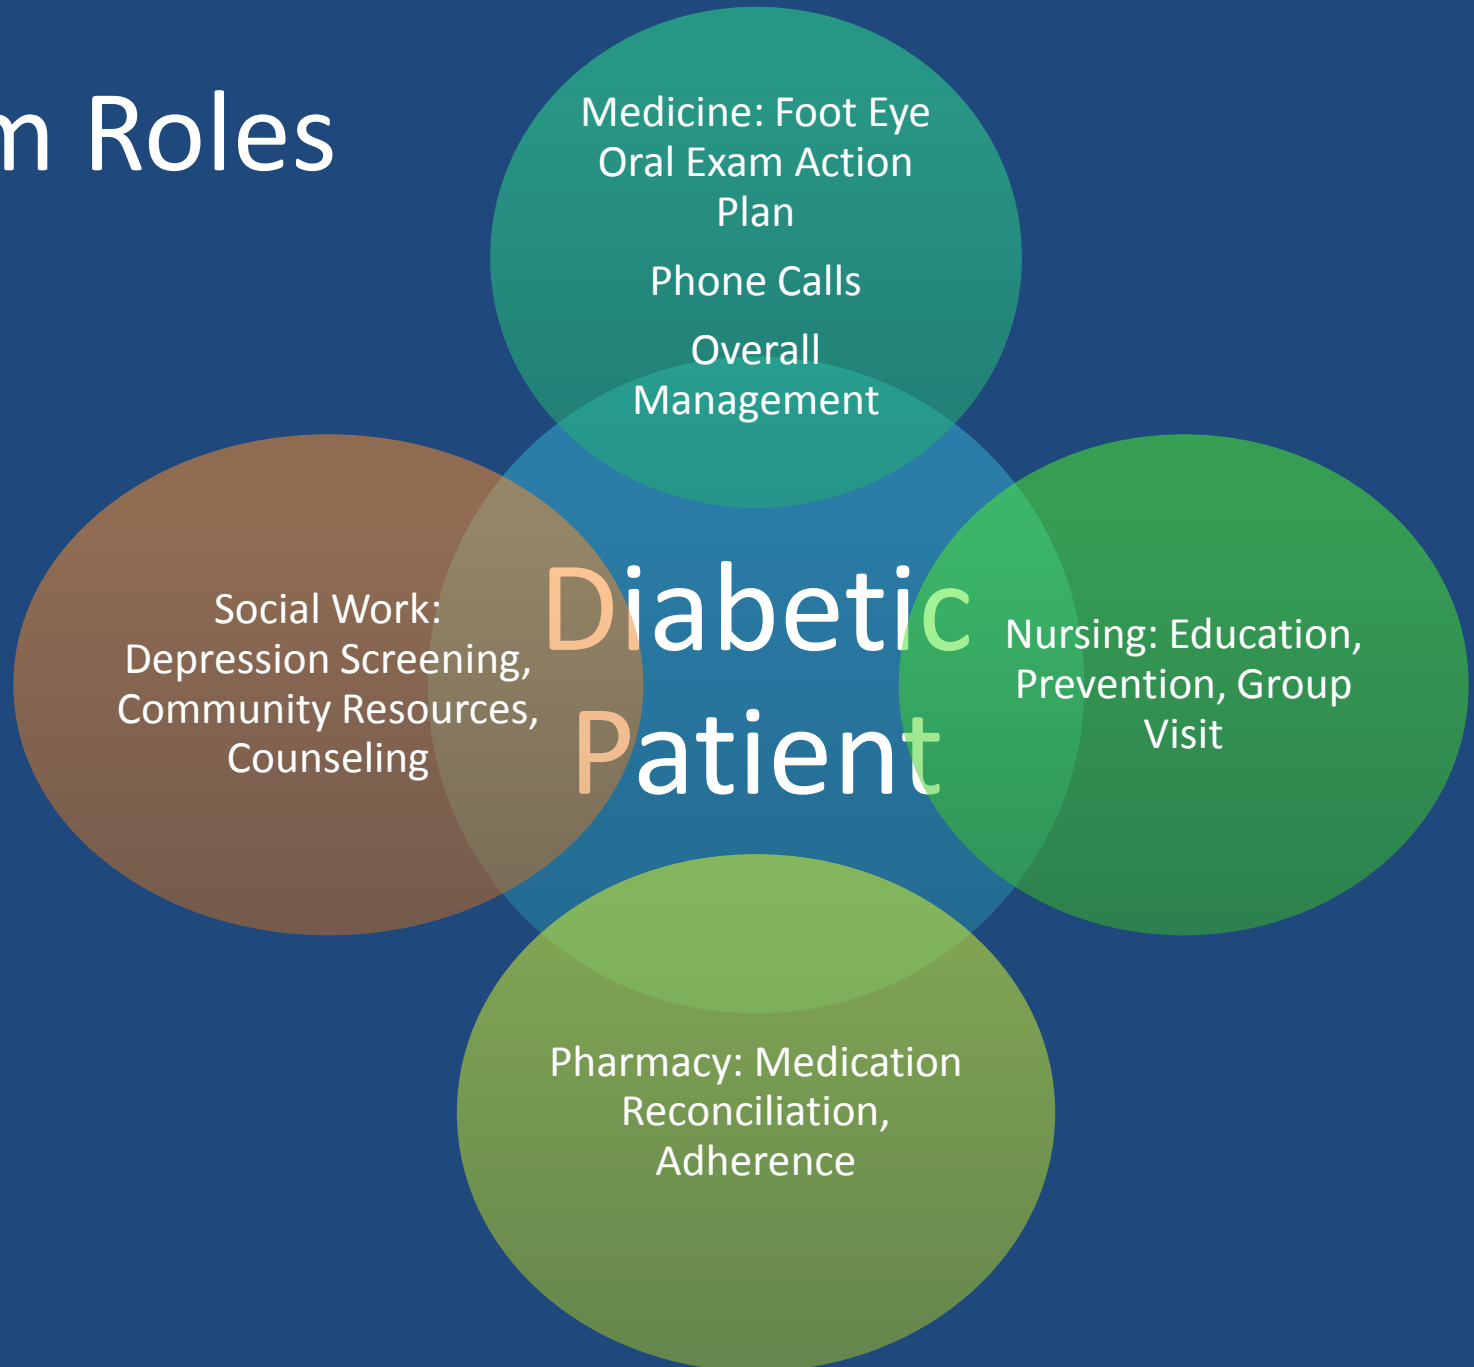 m Roles
Medicine: Foot Eye
Oral Exam Action
Plan
Phone Calls
Overall
Management
Social Work:
Depression Screening,
Community Resources,
Counseling
Diabetic
Patient
Nursing: Education,
Prevention, Group
Visit
Pharmacy: Medication
Reconciliation,
Adherence